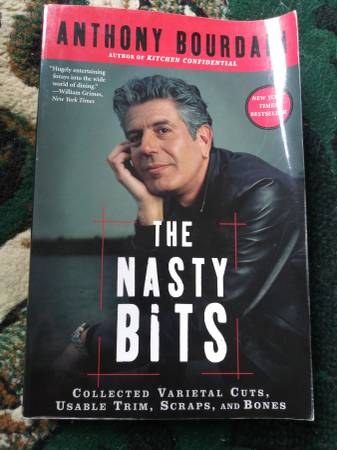 ANTHONY BOURDAIN
AUTHOR OF KITCHEN CONFIDENTIAL
"Hugely entertaining
forays into the wide
world of dining."
—William Grimes,
New York Times
NEW YORK
TIMES
BESTSELLER
THE
NASTY
BiTS
COLLECTED VARIETAL CUTS,
USABLE TRIM, SCRAPS, AND BONES